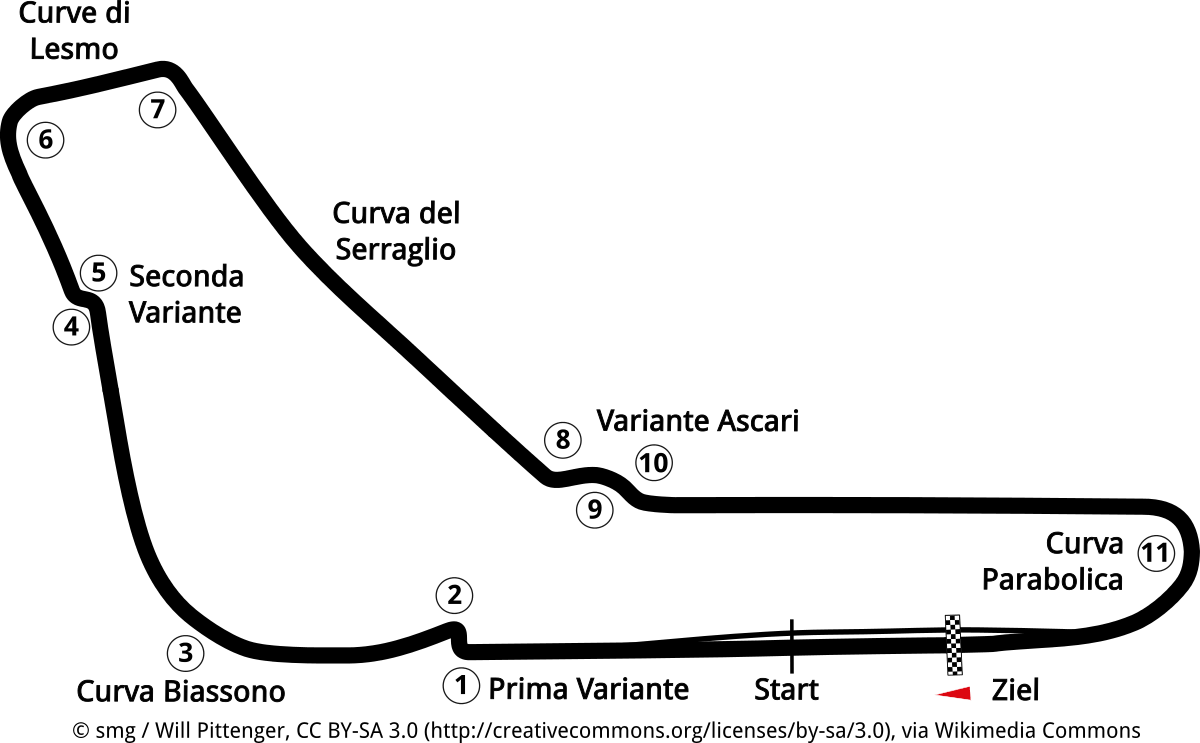 Curve di
Lesmo
7
6
Curva del
Serraglio
5
Seconda
Variante
4
Variante Ascari
8
10
9
Curva
Parabolica
11
2
3
Curva Biassono
1
Prima Variante
Start
Ziel
© smg / Will Pittenger, CC BY-SA 3.0 (http://creativecommons.org/licenses/by-sa/3.0), via Wikimedia Commons